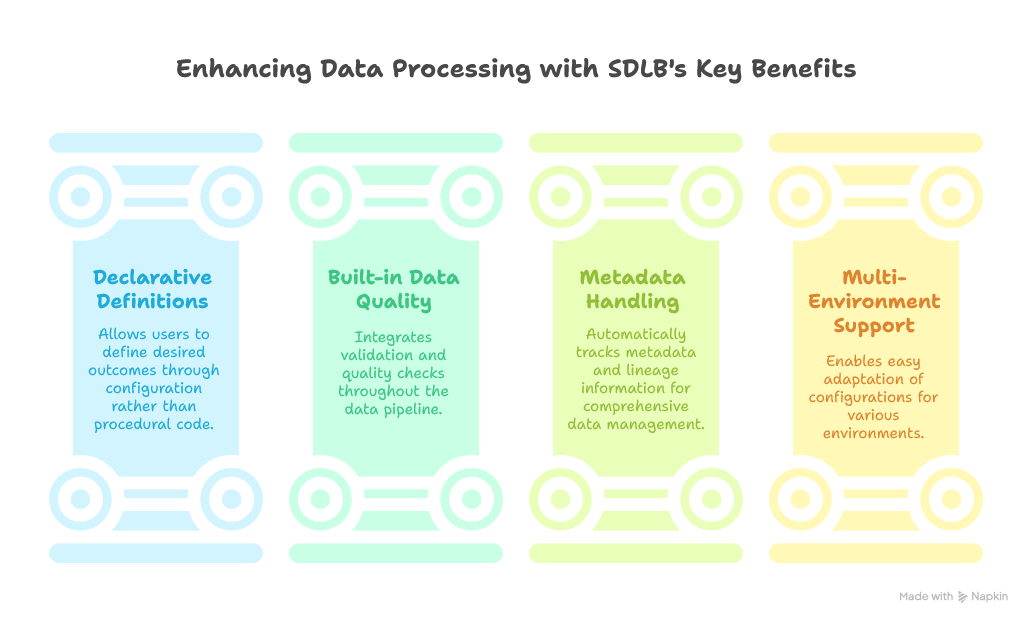 Enhancing Data Processing with SDLB's Key Benefits
Declarative
Definitions
Allows users to
define desired
outcomes through
configuration
rather than
procedural code.
Built-in Data
Quality
Integrates
validation and
quality checks
throughout the
data pipeline.
Metadata
Handling
Automatically
tracks metadata
and lineage
information for
comprehensive
data management.
Multi-
Environment
Support
Enables easy
adaptation of
configurations for
various
environments.
Made with Napkin